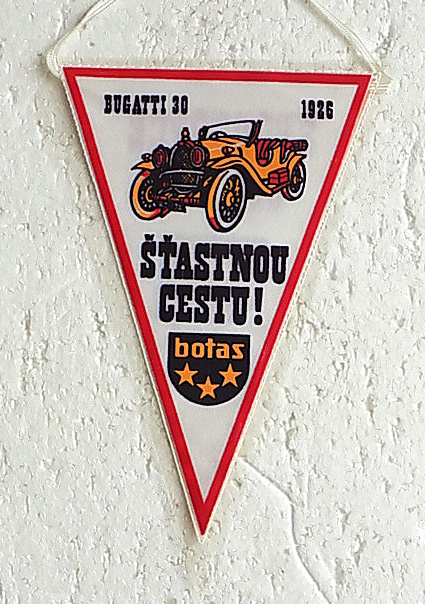 BUGATTI 30 1926
ŠŤASTNOU
CESTU!
botas